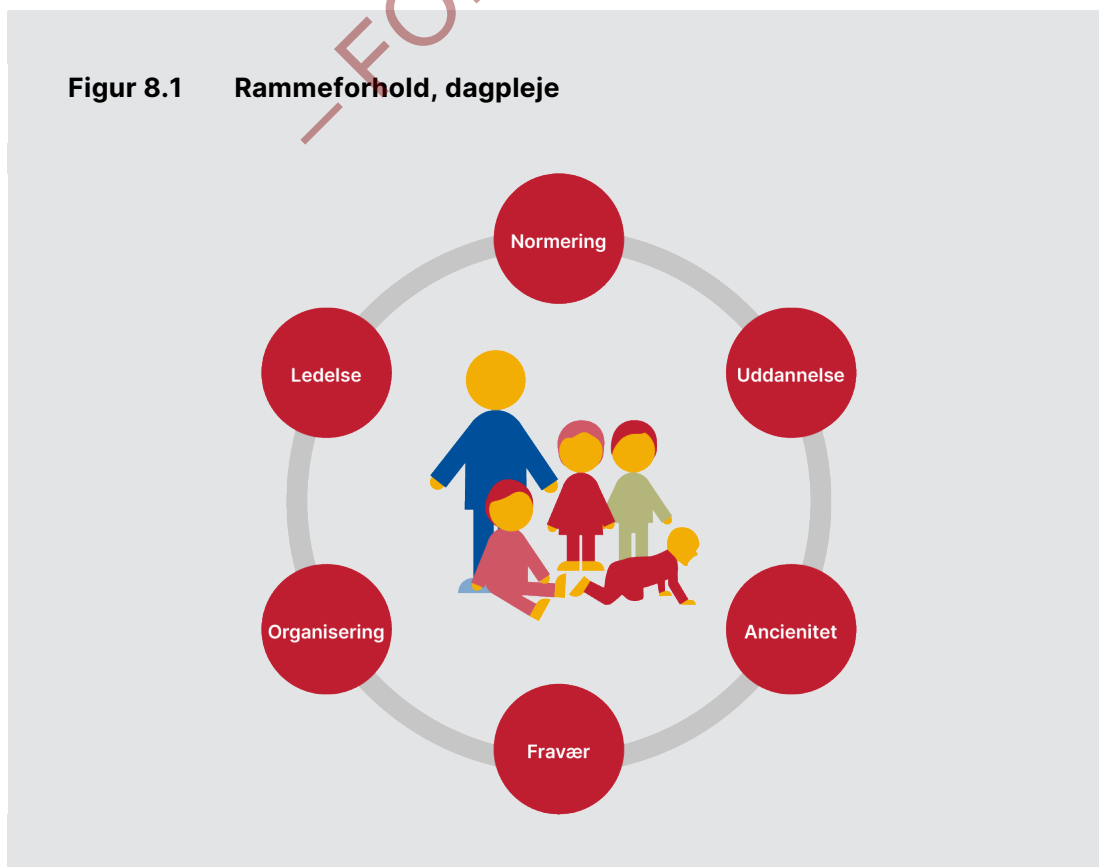 Figur 8.1 Rammeforhold, dagpleje
Normering
Ledelse
Uddannelse
Organisering
Ancienitet
Fravær